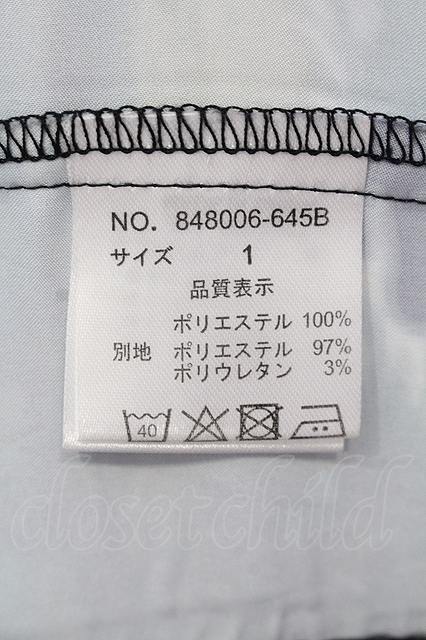 NO. 848006-645B
サイズ 1
品質表示
ポリエステル 100%
別地 ポリエステル 97%
ポリウレタン 3%
40
closet child